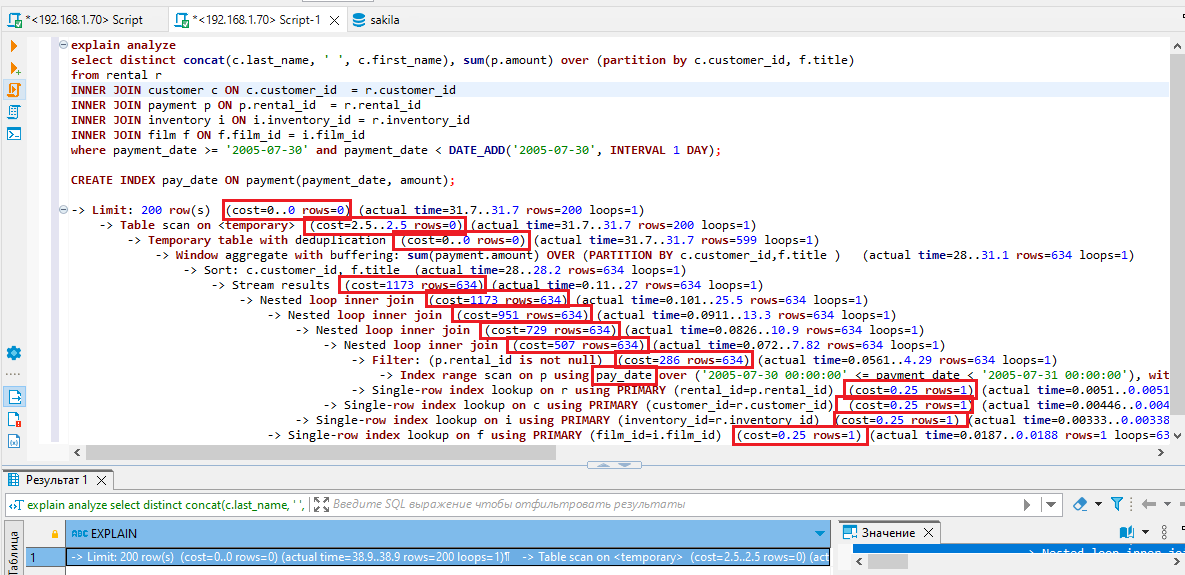 *<192.168.1.70> Script
*<192.168.1.70> Script-1
sakila
explain analyze
select distinct concat(c.last_name, ' ', c.first_name), sum(p.amount) over (partition by c.customer_id, f.title)
from rental r
INNER JOIN customer c ON c.customer_id  = r.customer_id
INNER JOIN payment p ON p.rental_id  = r.rental_id
INNER JOIN inventory i ON i.inventory_id = r.inventory_id
INNER JOIN film f ON f.film_id = i.film_id
where payment_date >= '2005-07-30' and payment_date < DATE_ADD('2005-07-30', INTERVAL 1 DAY);
CREATE INDEX pay_date ON payment(payment_date, amount);
-> Limit: 200 row(s)  (cost=0..0 rows=0) (actual time=31.7..31.7 rows=200 loops=1)
-> Table scan on <temporary>  (cost=2.5..2.5 rows=0) (actual time=31.7..31.7 rows=200 loops=1)
-> Temporary table with deduplication  (cost=0..0 rows=0) (actual time=31.7..31.7 rows=599 loops=1)
-> Window aggregate with buffering: sum(payment.amount) OVER (PARTITION BY c.customer_id,f.title )   (actual time=28..31.1 rows=634 loops=1)
-> Sort: c.customer_id, f.title  (actual time=28..28.2 rows=634 loops=1)
-> Stream results  (cost=1173 rows=634) (actual time=0.11..27 rows=634 loops=1)
-> Nested loop inner join  (cost=1173 rows=634) (actual time=0.101..25.5 rows=634 loops=1)
-> Nested loop inner join  (cost=951 rows=634) (actual time=0.0911..13.3 rows=634 loops=1)
-> Nested loop inner join  (cost=729 rows=634) (actual time=0.0826..10.9 rows=634 loops=1)
-> Nested loop inner join  (cost=507 rows=634) (actual time=0.072..7.82 rows=634 loops=1)
-> Filter: (p.rental_id is not null)  (cost=286 rows=634) (actual time=0.0561..4.29 rows=634 loops=1)
-> Index range scan on p using pay_date over ('2005-07-30 00:00:00' <= payment_date < '2005-07-31 00:00:00'), wit
-> Single-row index lookup on r using PRIMARY (rental_id=p.rental_id)  (cost=0.25 rows=1) (actual time=0.0051..0.0051
-> Single-row index lookup on c using PRIMARY (customer_id=r.customer_id)  (cost=0.25 rows=1) (actual time=0.00446..0.004
-> Single-row index lookup on i using PRIMARY (inventory_id=r.inventory_id)  (cost=0.25 rows=1) (actual time=0.00333..0.00338
-> Single-row index lookup on f using PRIMARY (film_id=i.film_id)  (cost=0.25 rows=1) (actual time=0.0187..0.0188 rows=1 loops=63
Результат 1
explain analyze select distinct concat(c.last_name, ' ',
Введите SQL выражение чтобы отфильтровать результаты
Таблица
ABC EXPLAIN
Значение
1
-> Limit: 200 row(s)  (cost=0..0 rows=0) (actual time=38.9..38.9 rows=200 loops=1)¶    -> Table scan on <temporary>  (cost=2.5..2.5 rows=0) (act
-> Nested loop inner joi